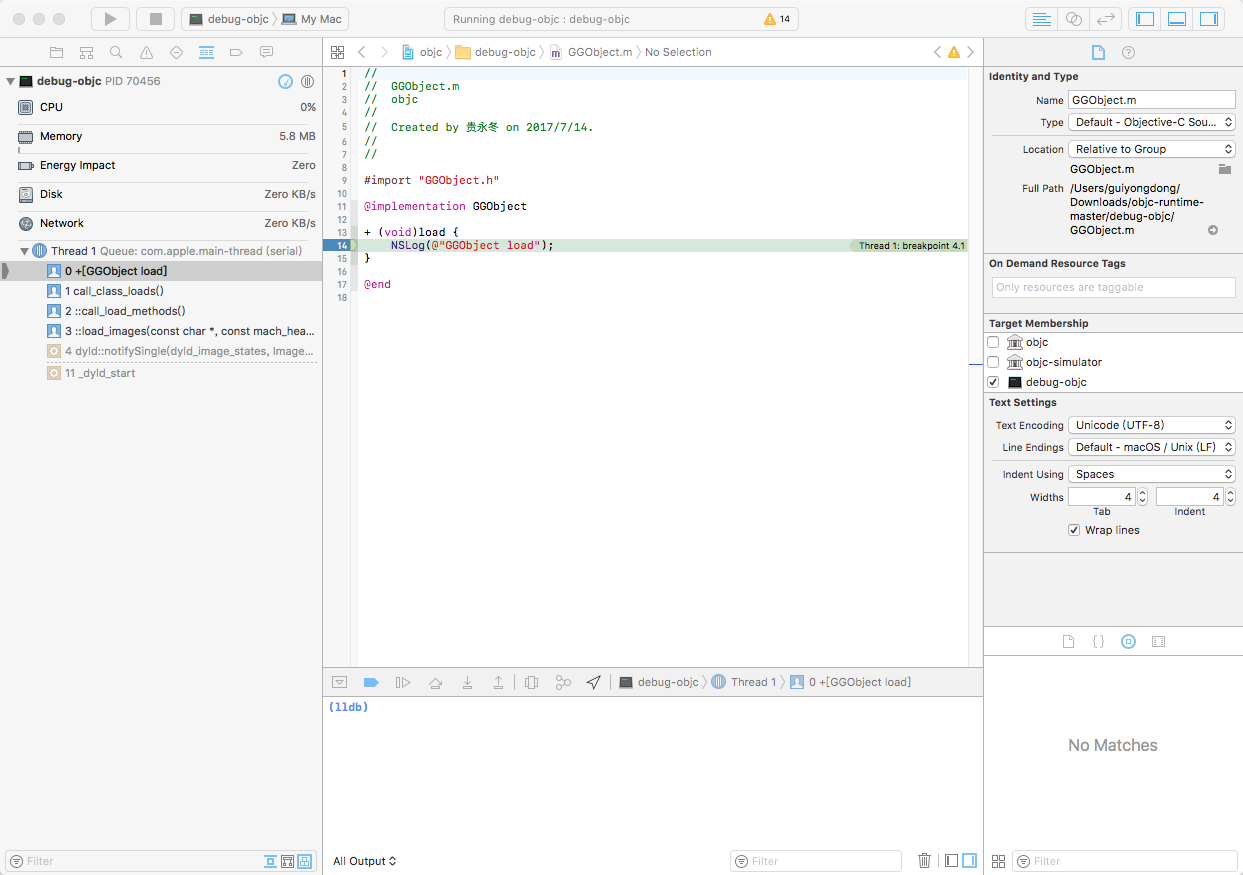 debug-objc My Mac
Running debug-objc : debug-objc
14
objc debug-objc m GGObject.m No Selection
debug-objc PID 70456
CPU 0%
Memory 5.8 MB
Energy Impact Zero
Disk Zero KB/s
Network Zero KB/s
Thread 1 Queue: com.apple.main-thread (serial)
0 +[GGObject load]
1 call_class_loads()
2 ::call_load_methods()
3 ::load_images(const char *, const mach_hea...
4 dyld::notifySingle(dyld_image_states, Image...
11 _dyld_start
Filter
1 //
2 //  GGObject.m
3 //  objc
4 //
5 //  Created by 贵永冬 on 2017/7/14.
6 //
7 //
8
9 #import "GGObject.h"
10
11 @implementation GGObject
12
13 + (void)load {
14     NSLog(@"GGObject load"); Thread 1: breakpoint 4.1
15 }
16
17 @end
18
debug-objc Thread 1 0 +[GGObject load]
(lldb)
All Output
Filter
Identity and Type
Name GGObject.m
Type Default - Objective-C Sou...
Location Relative to Group
GGObject.m
Full Path /Users/guiyongdong/
Downloads/objc-runtime-
master/debug-objc/
GGObject.m
On Demand Resource Tags
Only resources are taggable
Target Membership
objc
objc-simulator
debug-objc
Text Settings
Text Encoding Unicode (UTF-8)
Line Endings Default - macOS / Unix (LF)
Indent Using Spaces
Widths 4 4
Tab Indent
Wrap lines
{ }
No Matches
Filter